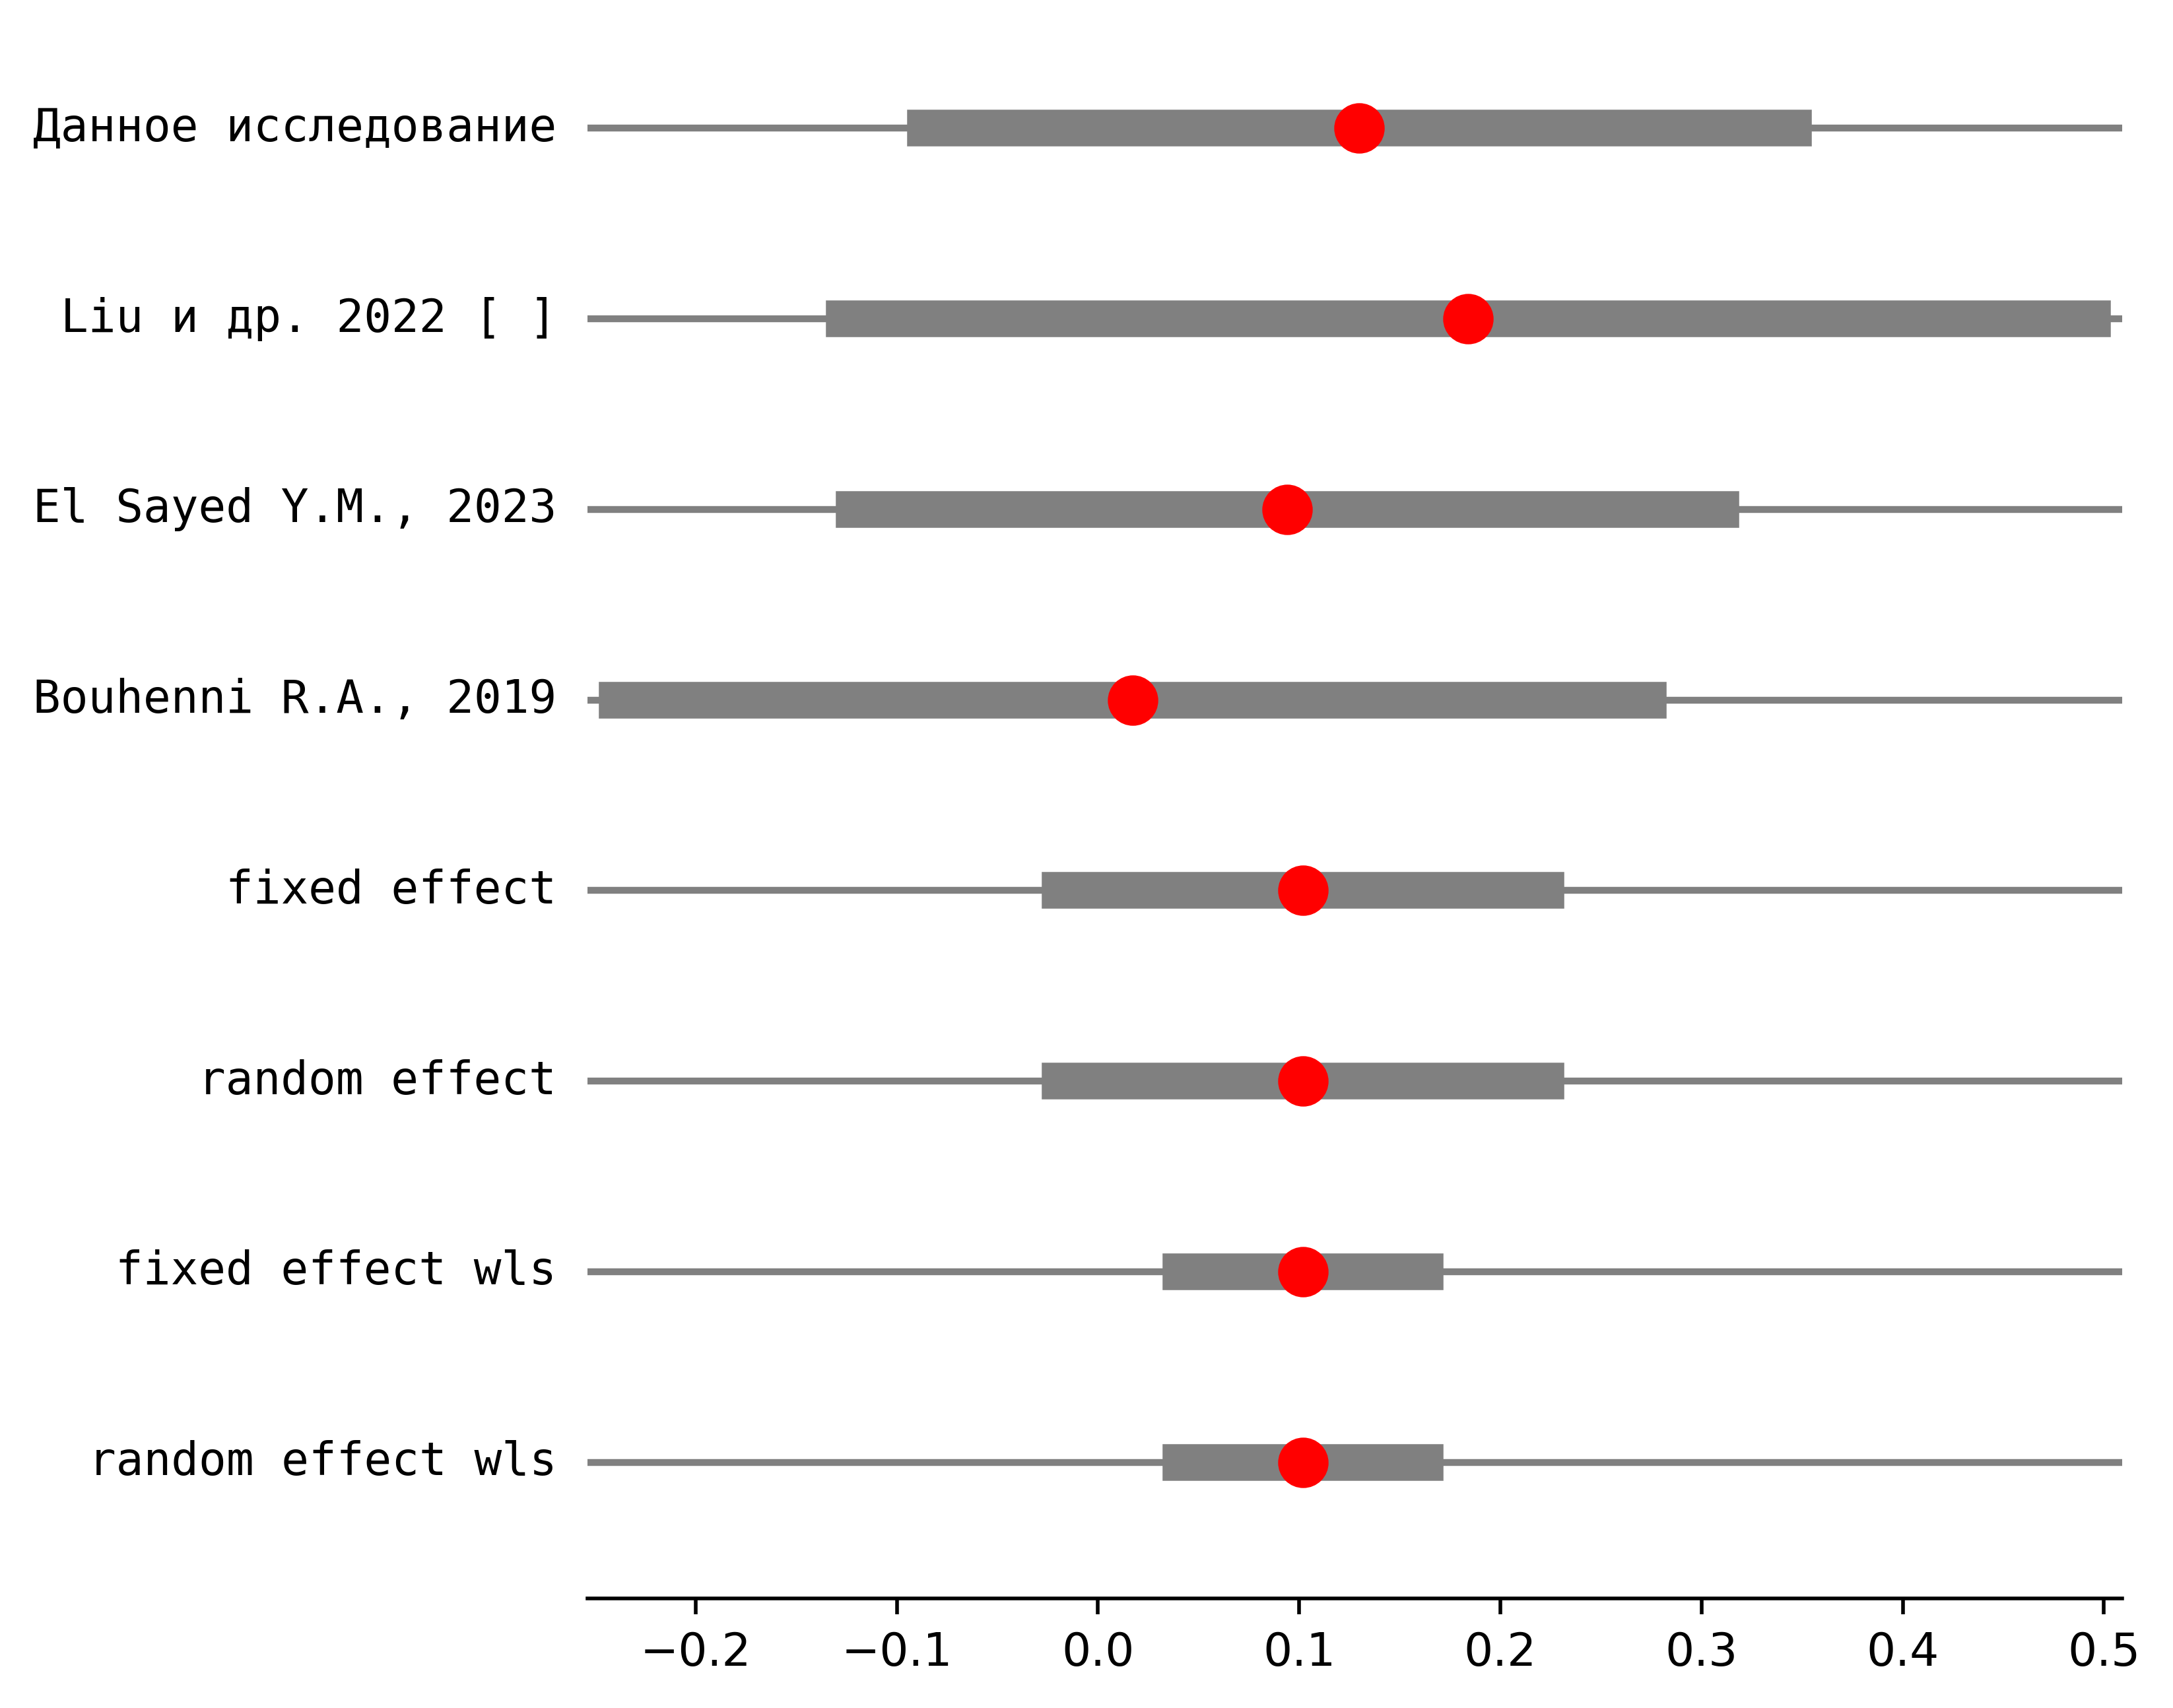 Данное исследование
Liu и др. 2022 [ ]
El Sayed Y.M., 2023
Bouhenni R.A., 2019
fixed effect
random effect
fixed effect wls
random effect wls
−0.2 −0.1 0.0 0.1 0.2 0.3 0.4 0.5